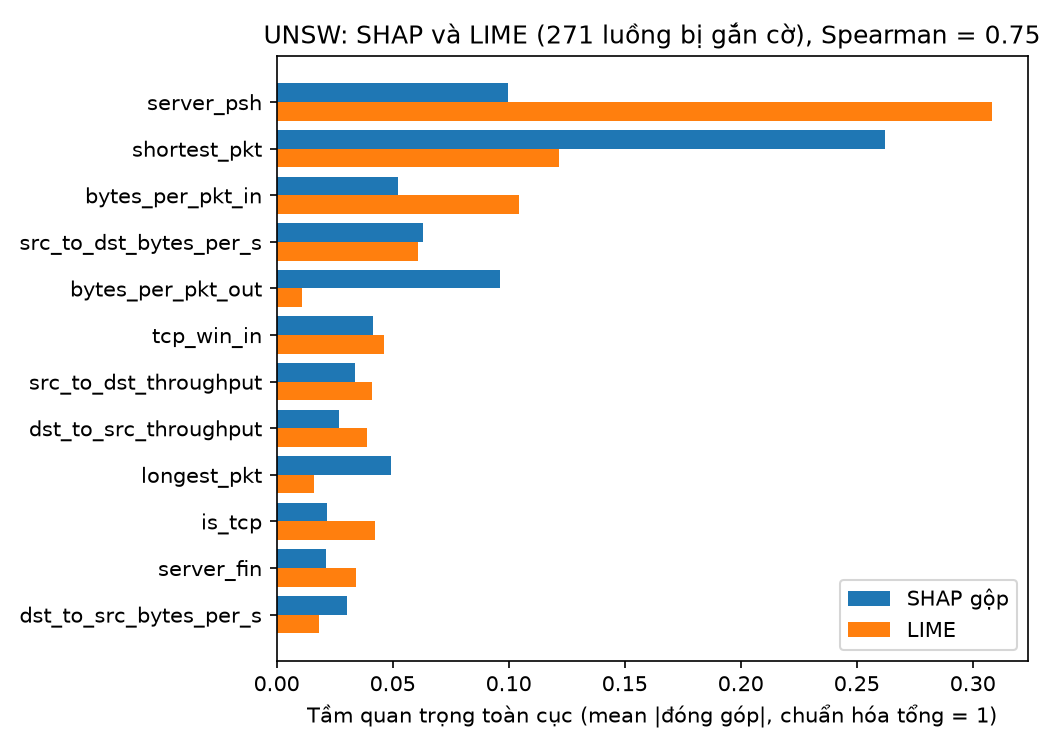 UNSW: SHAP và LIME (271 luồng bị gắn cờ), Spearman = 0.75
server_psh
shortest_pkt
bytes_per_pkt_in
src_to_dst_bytes_per_s
bytes_per_pkt_out
tcp_win_in
src_to_dst_throughput
dst_to_src_throughput
longest_pkt
is_tcp
server_fin
dst_to_src_bytes_per_s
SHAP gộp
LIME
0.00 0.05 0.10 0.15 0.20 0.25 0.30
Tầm quan trọng toàn cục (mean |đóng góp|, chuẩn hóa tổng = 1)